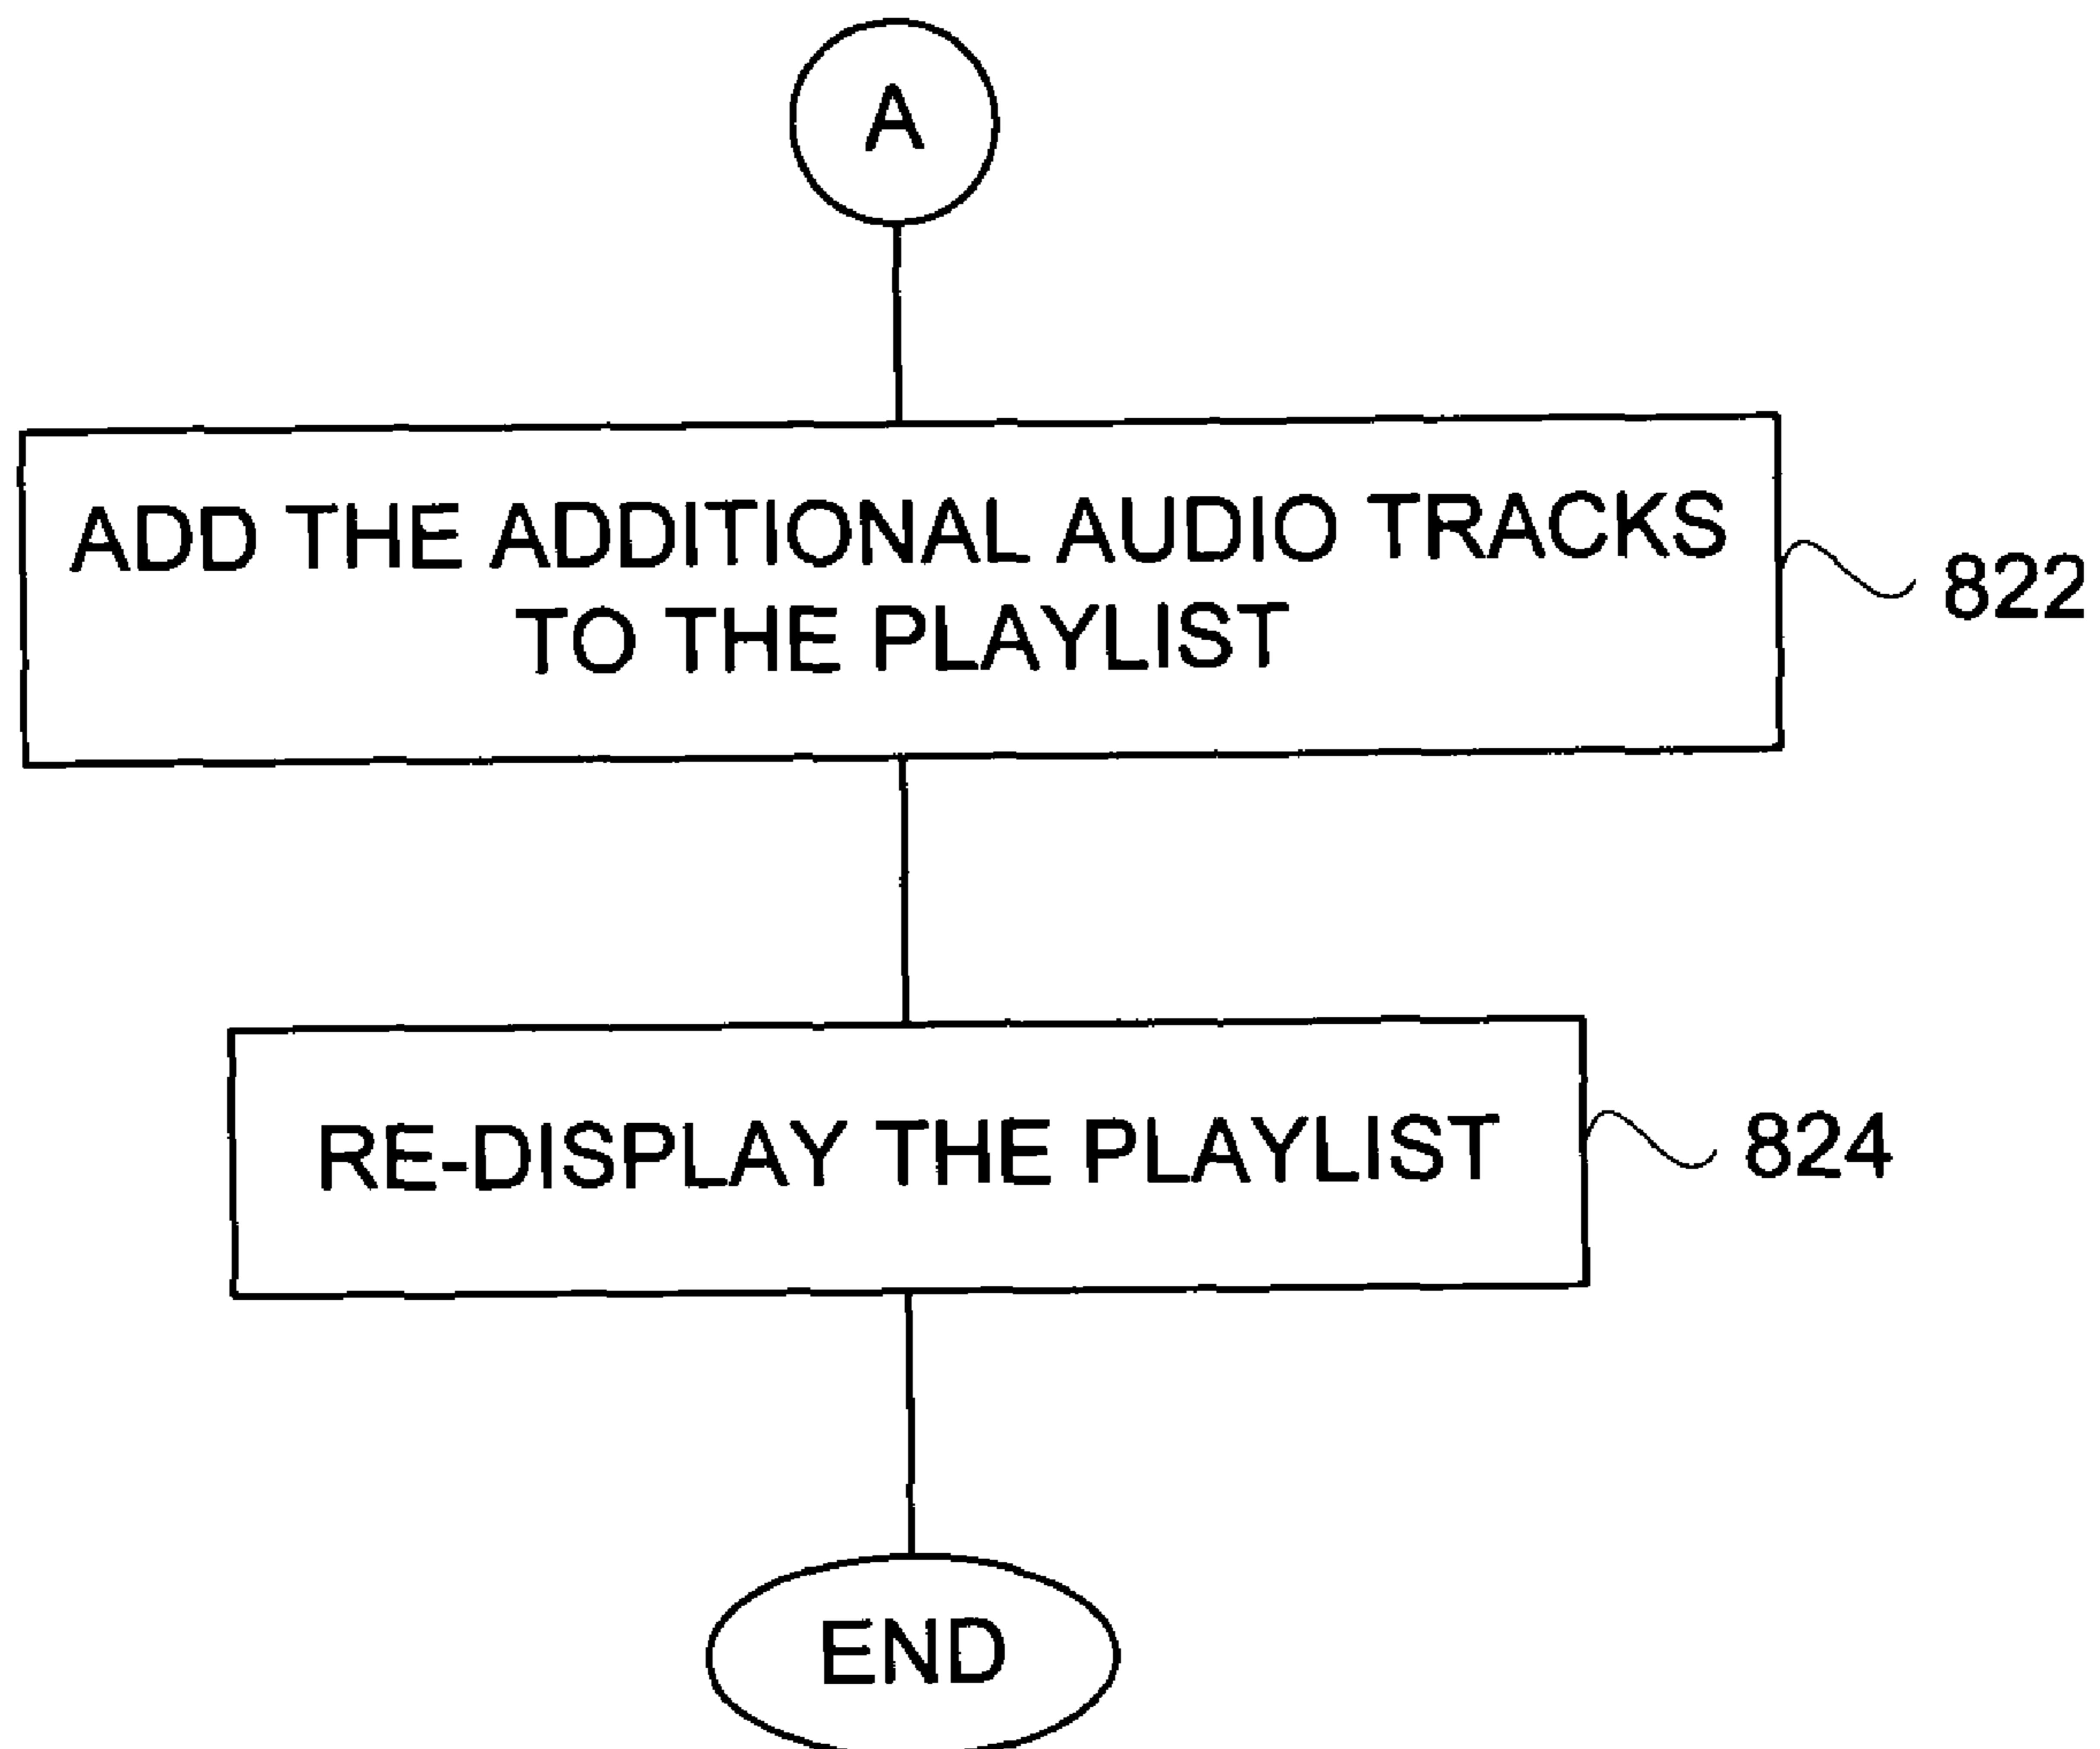 A
ADD THE ADDITIONAL AUDIO TRACKS
TO THE PLAYLIST
822
RE-DISPLAY THE PLAYLIST
824
END